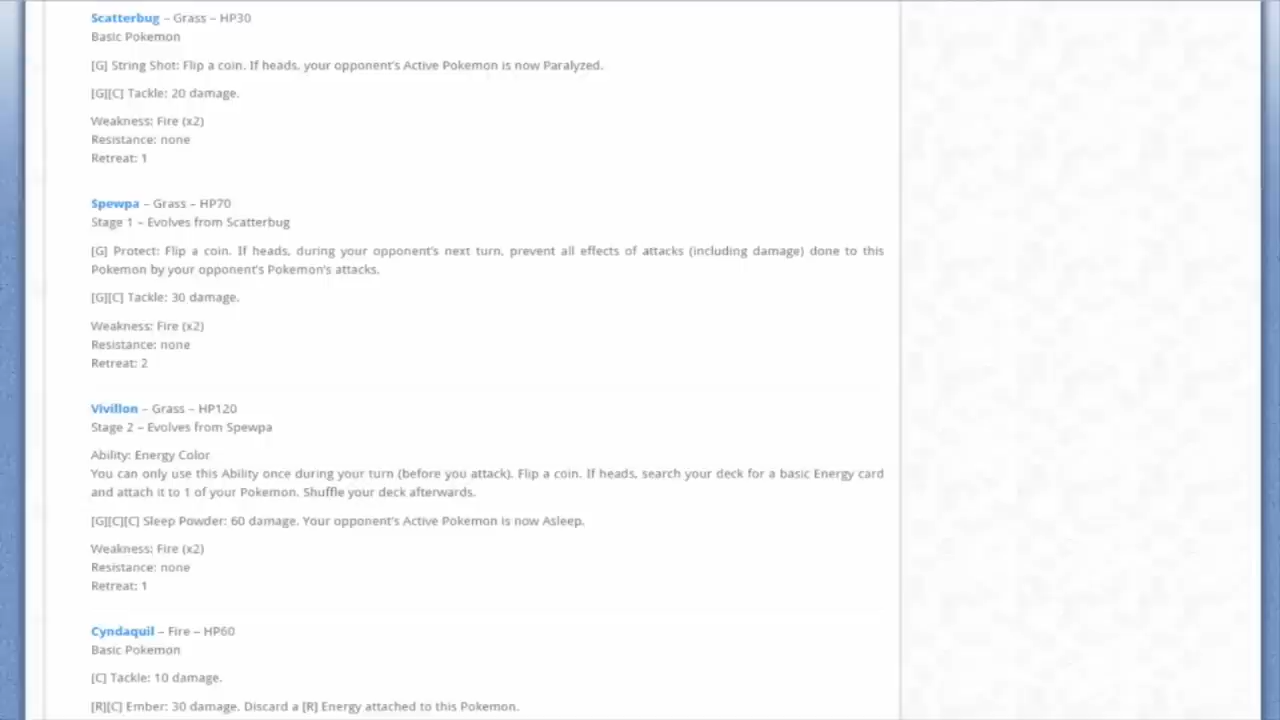 Scatterbug – Grass – HP30
Basic Pokemon
[G] String Shot: Flip a coin. If heads, your opponent's Active Pokemon is now Paralyzed.
[G][C] Tackle: 20 damage.
Weakness: Fire (x2)
Resistance: none
Retreat: 1
Spewpa – Grass – HP70
Stage 1 – Evolves from Scatterbug
[G] Protect: Flip a coin. If heads, during your opponent's next turn, prevent all effects of attacks (including damage) done to this
Pokemon by your opponent's Pokemon's attacks.
[G][C] Tackle: 30 damage.
Weakness: Fire (x2)
Resistance: none
Retreat: 2
Vivillon – Grass – HP120
Stage 2 – Evolves from Spewpa
Ability: Energy Color
You can only use this Ability once during your turn (before you attack). Flip a coin. If heads, search your deck for a basic Energy card
and attach it to 1 of your Pokemon. Shuffle your deck afterwards.
[G][C][C] Sleep Powder: 60 damage. Your opponent's Active Pokemon is now Asleep.
Weakness: Fire (x2)
Resistance: none
Retreat: 1
Cyndaquil – Fire – HP60
Basic Pokemon
[C] Tackle: 10 damage.
[R][C] Ember: 30 damage. Discard a [R] Energy attached to this Pokemon.